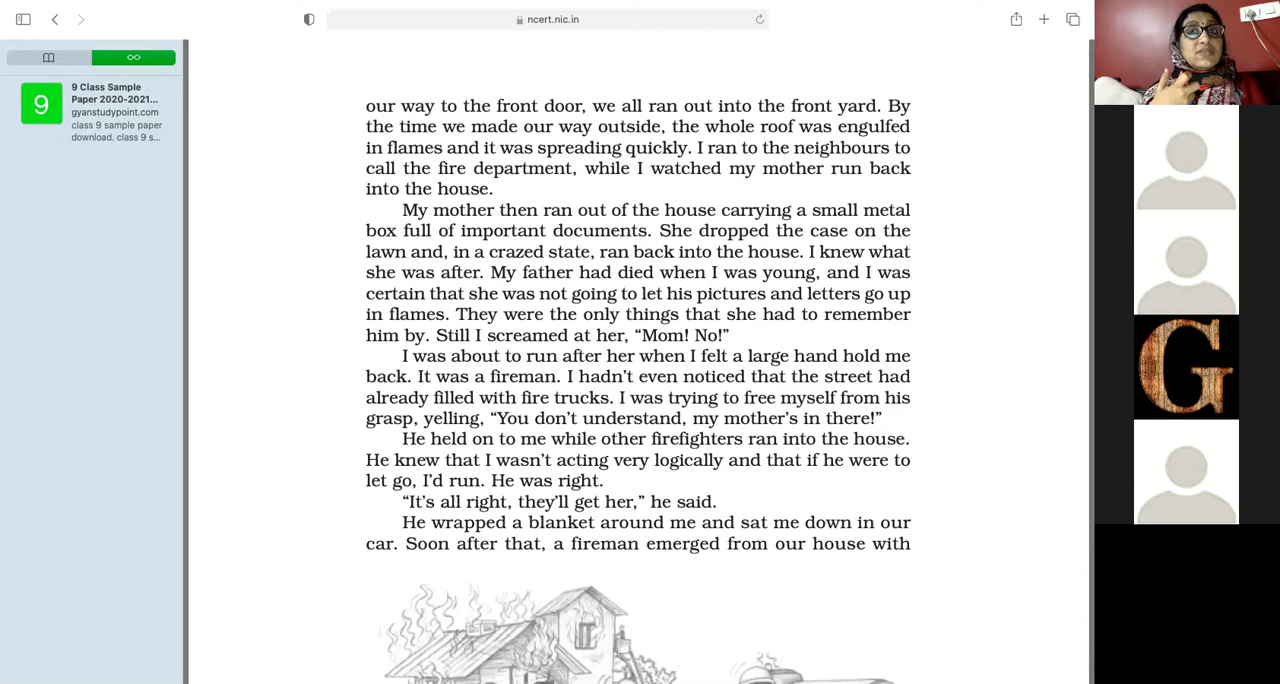 ncert.nic.in
9
9 Class Sample
Paper 2020-2021...
gyanstudypoint.com
class 9 sample paper
download. class 9 s...
our way to the front door, we all ran out into the front yard. By
the time we made our way outside, the whole roof was engulfed
in flames and it was spreading quickly. I ran to the neighbours to
call the fire department, while I watched my mother run back
into the house.
My mother then ran out of the house carrying a small metal
box full of important documents. She dropped the case on the
lawn and, in a crazed state, ran back into the house. I knew what
she was after. My father had died when I was young, and I was
certain that she was not going to let his pictures and letters go up
in flames. They were the only things that she had to remember
him by. Still I screamed at her, “Mom! No!”
I was about to run after her when I felt a large hand hold me
back. It was a fireman. I hadn’t even noticed that the street had
already filled with fire trucks. I was trying to free myself from his
grasp, yelling, “You don’t understand, my mother’s in there!”
He held on to me while other firefighters ran into the house.
He knew that I wasn’t acting very logically and that if he were to
let go, I’d run. He was right.
“It’s all right, they’ll get her,” he said.
He wrapped a blanket around me and sat me down in our
car. Soon after that, a fireman emerged from our house with
G